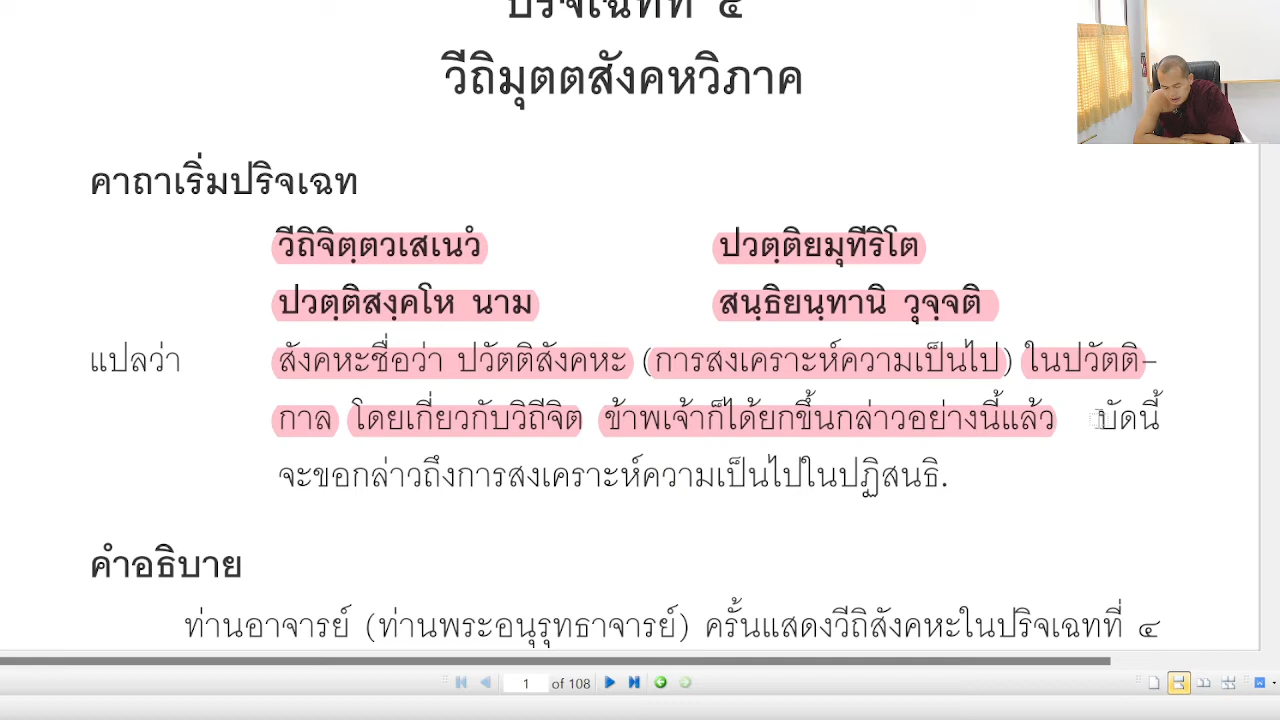 ปริจเฉทที่ ๕
วีถิมุตตสังคหวิภาค
คาถาเริ่มปริจเฉท
วีถิจิตฺตวเสเนวํ ปวตฺติยมุทีริโต
ปวตฺติสงฺคโห นาม สนฺธิยนฺทานิ วุจฺจติ
แปลว่า สังคหะชื่อว่า ปวัตติสังคหะ (การสงเคราะห์ความเป็นไป) ในปวัตติ-
กาล โดยเกี่ยวกับวิถีจิต ข้าพเจ้าก็ได้ยกขึ้นกล่าวอย่างนี้แล้ว บัดนี้
จะขอกล่าวถึงการสงเคราะห์ความเป็นไปในปฏิสนธิ.
คำอธิบาย
ท่านอาจารย์ (ท่านพระอนุรุทธาจารย์) ครั้นแสดงวีถิสังคหะในปริจเฉทที่ ๔
1 of 108